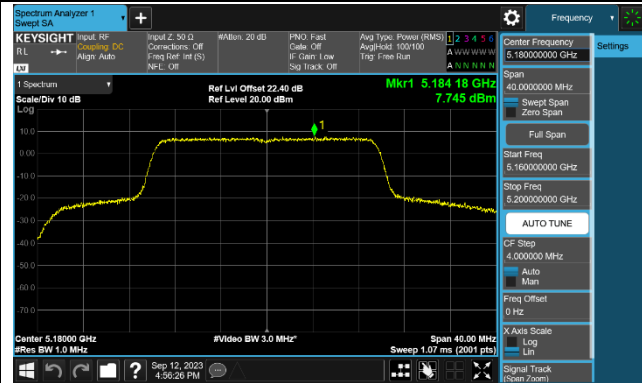 Spectrum Analyzer 1
Swept SA
+
Frequency
KEYSIGHT
RL
LXI
Input: RF
Coupling: DC
Align: Auto
Input Z: 50 Ω
Corrections: Off
Freq Ref: Int (S)
NFE: Off
#Atten: 20 dB
PNO: Fast
Gate: Off
IF Gain: Low
Sig Track: Off
Avg Type: Power (RMS)
Avg|Hold: 100/100
Trig: Free Run
1 2 3 4 5 6
A W W W W W
A N N N N N
1 Spectrum
Scale/Div 10 dB
Log
Ref Lvl Offset 22.40 dB
Ref Level 20.00 dBm
Mkr1 5.184 18 GHz
7.745 dBm
1
10.0
0.00
-10.0
-20.0
-30.0
-40.0
-50.0
-60.0
-70.0
Center 5.18000 GHz
#Res BW 1.0 MHz
#Video BW 3.0 MHz*
Span 40.00 MHz
Sweep 1.07 ms (2001 pts)
Sep 12, 2023
4:56:26 PM
?
Center Frequency
5.180000000 GHz
Settings
Span
40.0000000 MHz
Swept Span
Zero Span
Full Span
Start Freq
5.160000000 GHz
Stop Freq
5.200000000 GHz
AUTO TUNE
CF Step
4.000000 MHz
Auto
Man
Freq Offset
0 Hz
X Axis Scale
Log
Lin
Signal Track
(Span Zoom)